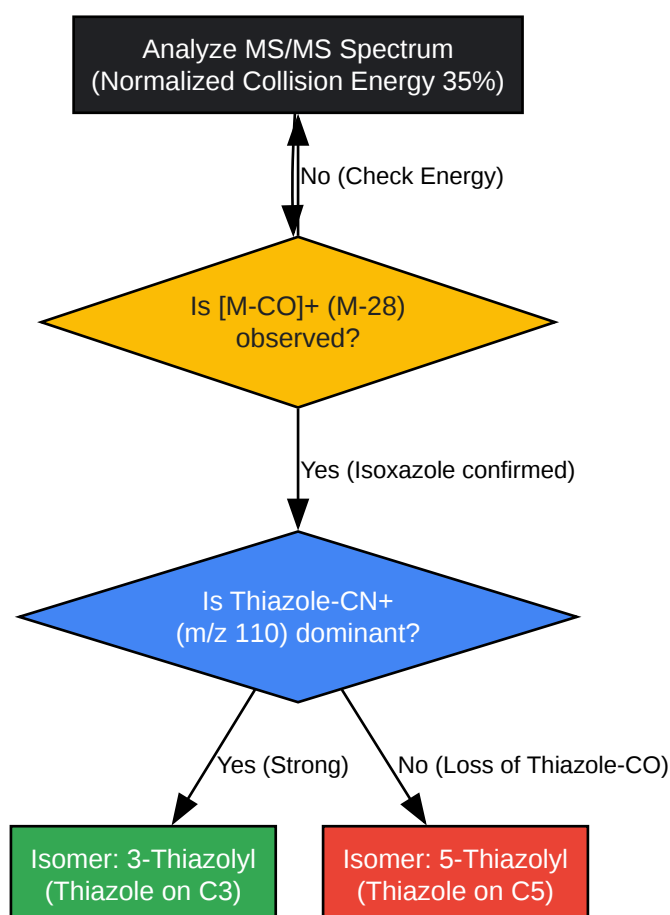 Analyze MS/MS Spectrum
(Normalized Collision Energy 35%)
No (Check Energy)
Is [M-CO]+ (M-28)
observed?
Yes (Isoxazole confirmed)
Is Thiazole-CN+
(m/z 110) dominant?
Yes (Strong)
No (Loss of Thiazole-CO)
Isomer: 3-Thiazolyl
(Thiazole on C3)
Isomer: 5-Thiazolyl
(Thiazole on C5)